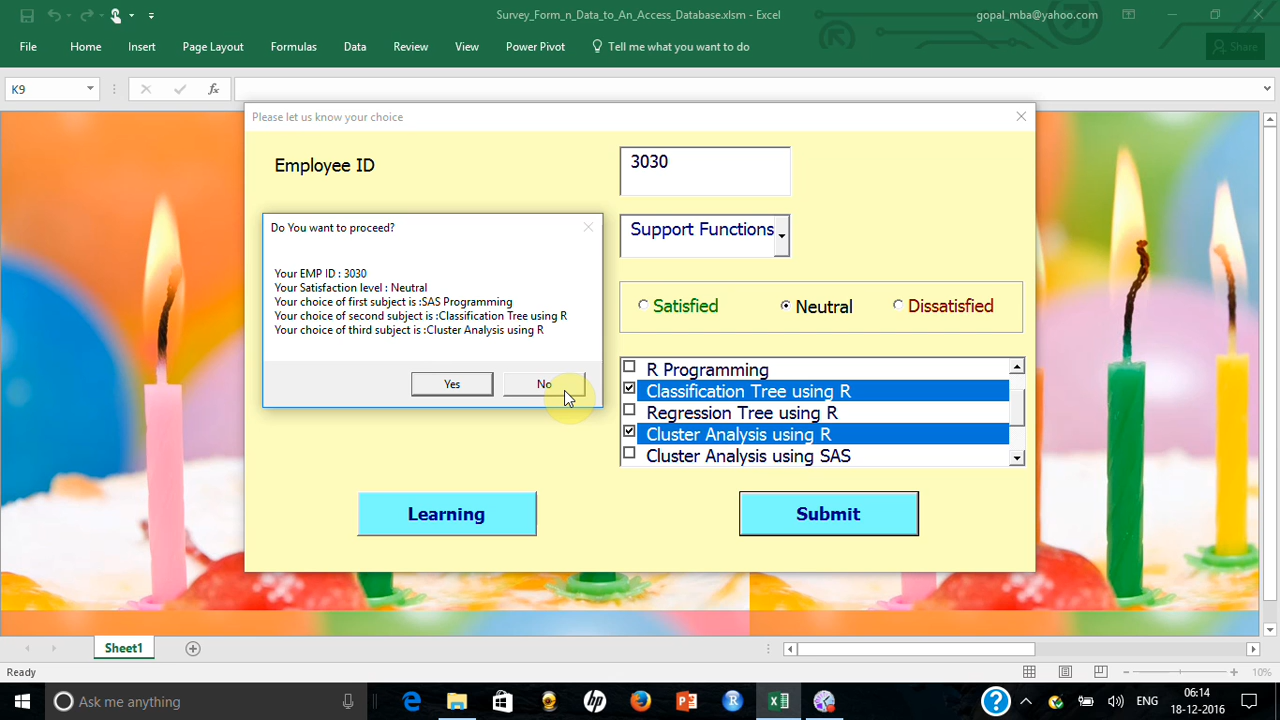 Survey_Form_n_Data_to_An_Access_Database.xlsm - Excel
gopal_mba@yahoo.com
File Home Insert Page Layout Formulas Data Review View Power Pivot Tell me what you want to do Share
K9
fx
Please let us know your choice
Employee ID
3030
Do You want to proceed?
Your EMP ID : 3030
Your Satisfaction level : Neutral
Your choice of first subject is :SAS Programming
Your choice of second subject is :Classification Tree using R
Your choice of third subject is :Cluster Analysis using R
Yes No
Support Functions
Satisfied Neutral Dissatisfied
R Programming
Classification Tree using R
Regression Tree using R
Cluster Analysis using R
Cluster Analysis using SAS
Learning Submit
Sheet1
Ready
10%
Ask me anything
ENG
06:14
18-12-2016